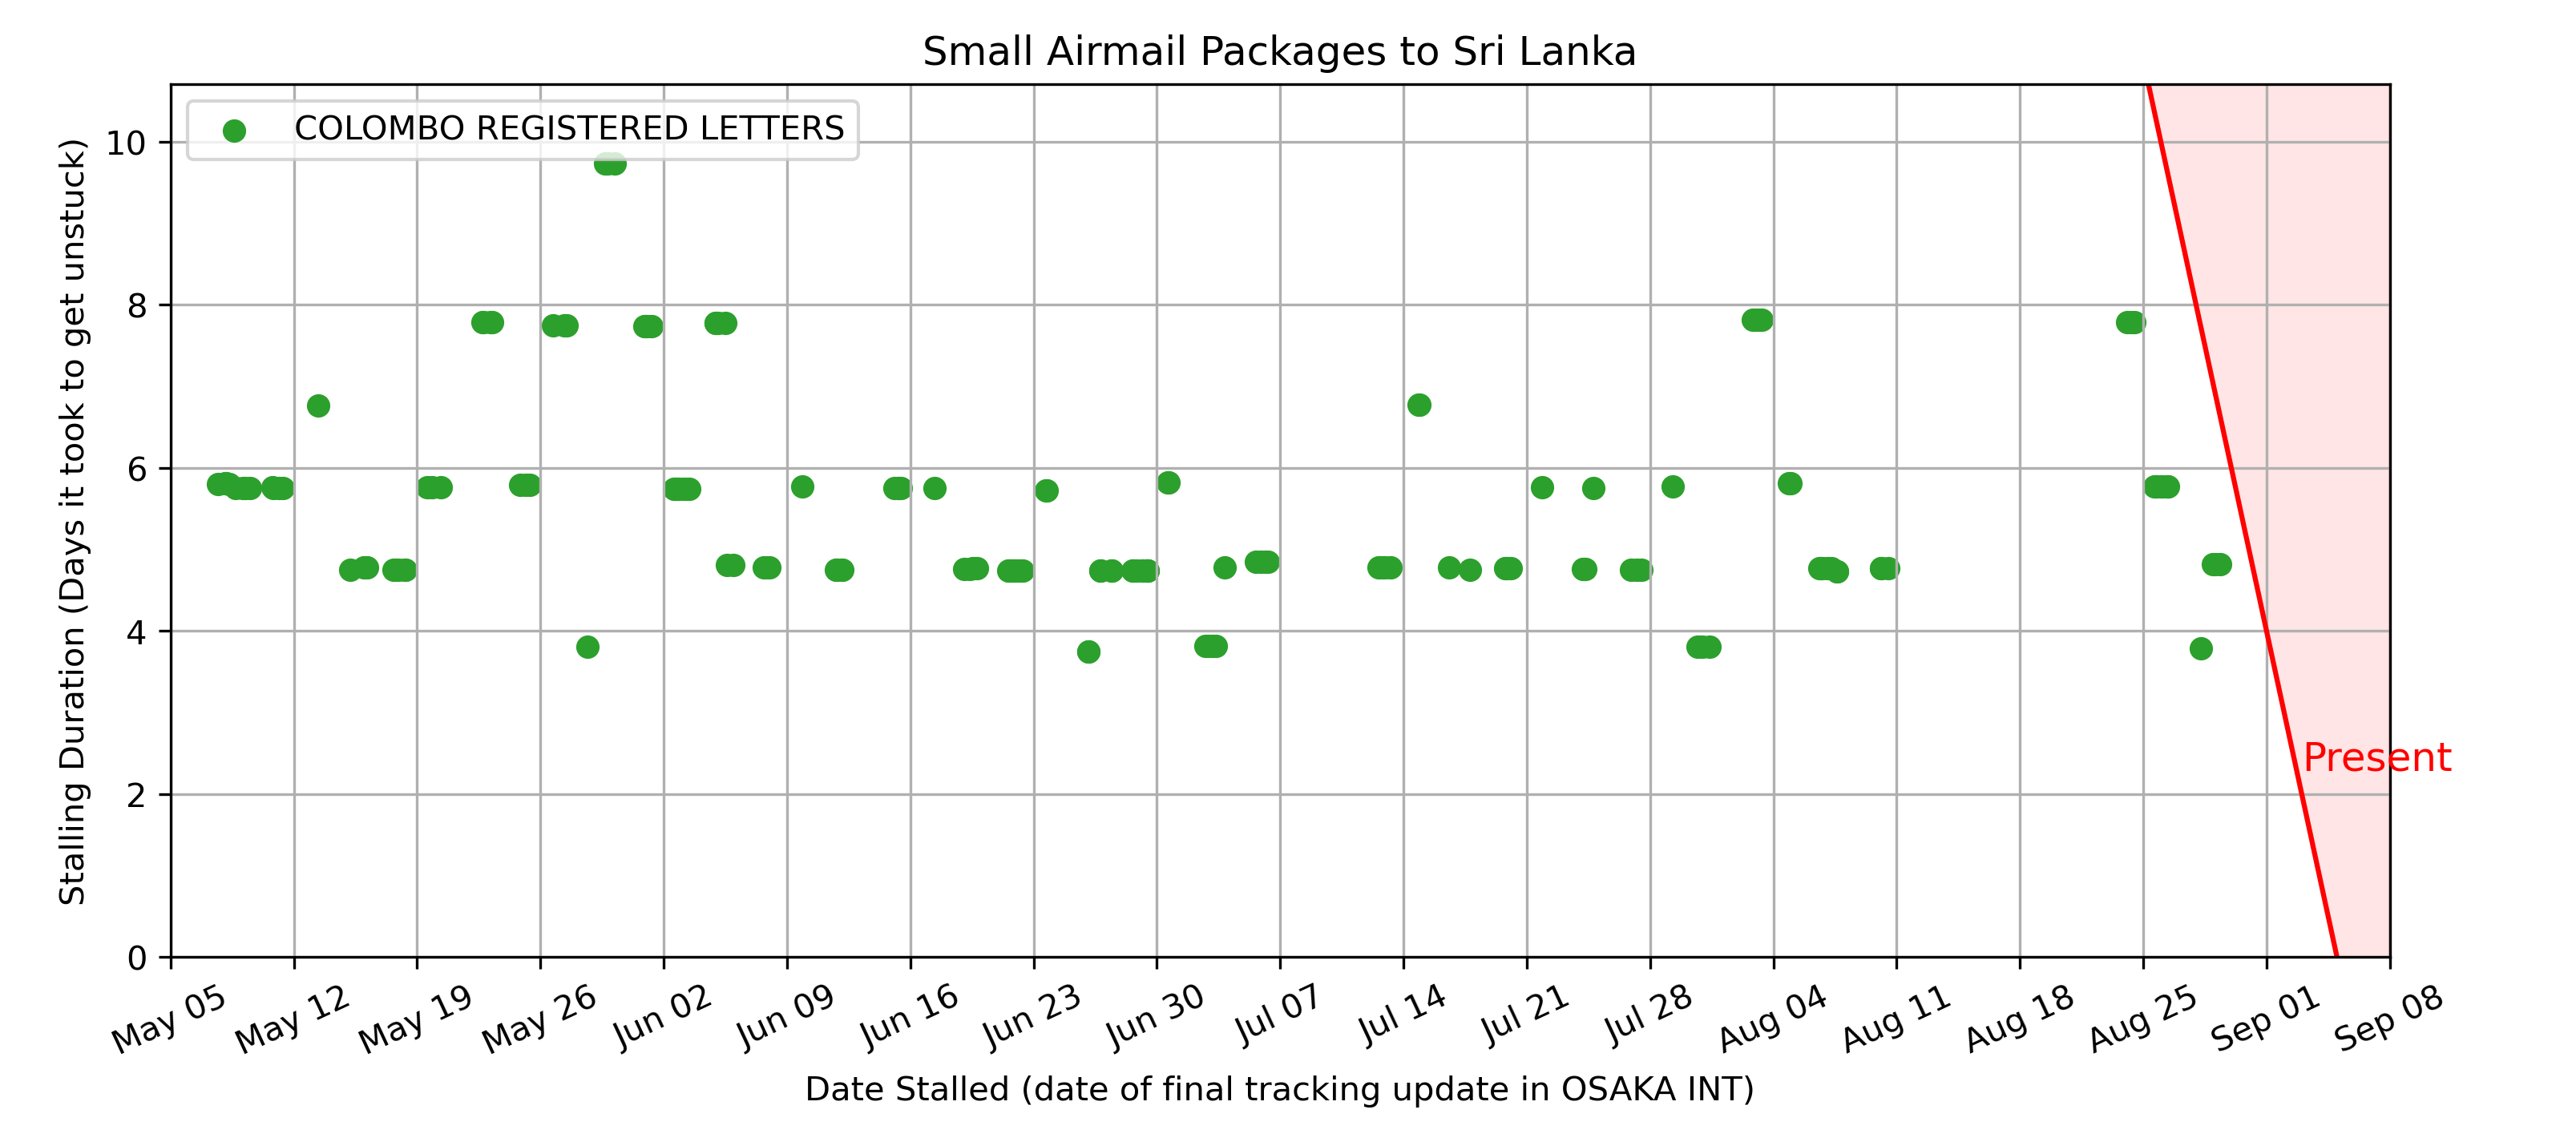 Small Airmail Packages to Sri Lanka
COLOMBO REGISTERED LETTERS
Stalling Duration (Days it took to get unstuck)
10
8
6
4
2
0
Present
May 05
May 12
May 19
May 26
Jun 02
Jun 09
Jun 16
Jun 23
Jun 30
Jul 07
Jul 14
Jul 21
Jul 28
Aug 04
Aug 11
Aug 18
Aug 25
Sep 01
Sep 08
Date Stalled (date of final tracking update in OSAKA INT)